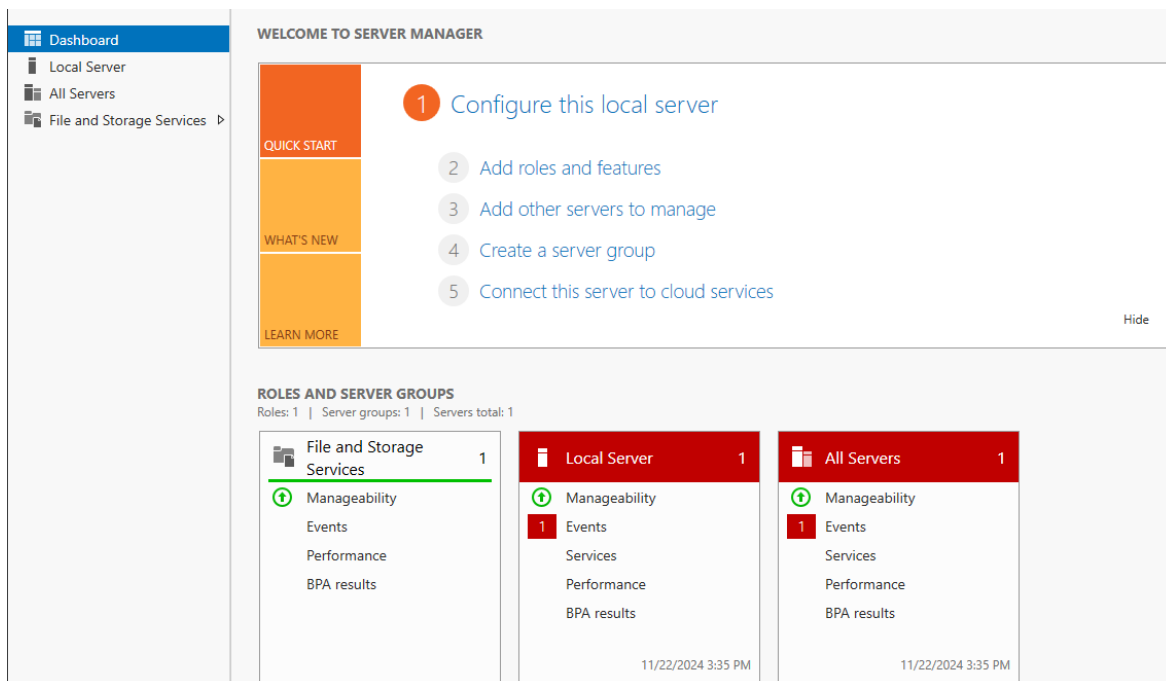 Dashboard
Local Server
All Servers
File and Storage Services
WELCOME TO SERVER MANAGER
QUICK START
WHAT'S NEW
LEARN MORE
1 Configure this local server
2 Add roles and features
3 Add other servers to manage
4 Create a server group
5 Connect this server to cloud services
Hide
ROLES AND SERVER GROUPS
Roles: 1 | Server groups: 1 | Servers total: 1
File and Storage
Services 1
Manageability
Events
Performance
BPA results
Local Server 1
Manageability
1 Events
Services
Performance
BPA results
11/22/2024 3:35 PM
All Servers 1
Manageability
1 Events
Services
Performance
BPA results
11/22/2024 3:35 PM